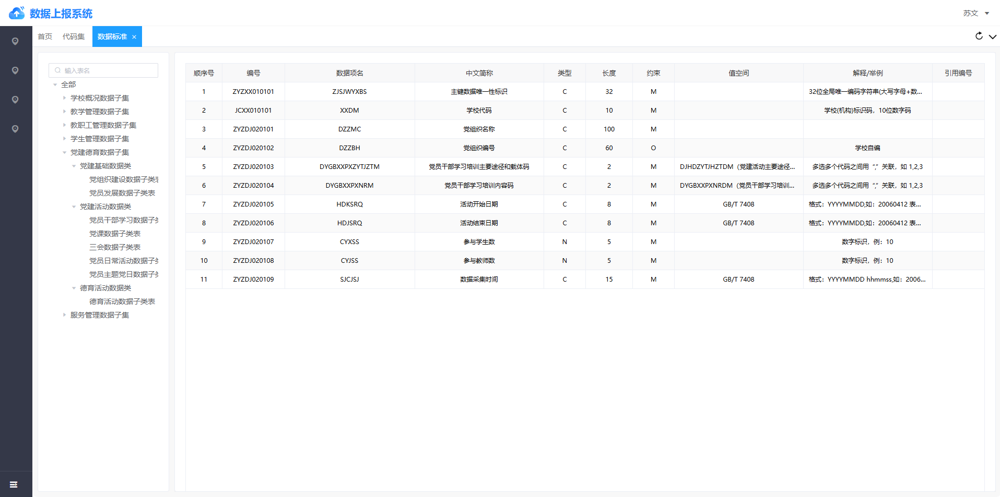 数据上报系统
苏文
首页 代码集 数据标准
输入表名
全部
学校概况数据子集
教学管理数据子集
教职工管理数据子集
学生管理数据子集
党建德育数据子集
党建基础数据类
党组织建设数据子类表
党员发展数据子类表
党建活动数据类
党员干部学习数据子类
党课数据子类表
三会数据子类表
党员日常活动数据子类
党员主题党日数据子类
德育活动数据类
德育活动数据子类表
服务管理数据子集
顺序号 编号 数据项名 中文简称 类型 长度 约束 值空间 解释/举例 引用编号
1 ZYZXX010101 ZJSJWYXBS 主键数据唯一性标识 C 32 M 32位全局唯一编码字符串(大写字母+数...
2 JCXX010101 XXDM 学校代码 C 10 M 学校(机构)标识码，10位数字码
3 ZYZDJ020101 DZZMC 党组织名称 C 100 M
4 ZYZDJ020102 DZZBH 党组织编号 C 60 O 学校自编
5 ZYZDJ020103 DYGBXXPXZYTJZTM 党员干部学习培训主要途径和载体码 C 2 M DJHDZYTJHZTDM（党建活动主要途径... 多选多个代码之间用“,”关联，如 1,2,3
6 ZYZDJ020104 DYGBXXPXNRM 党员干部学习培训内容码 C 2 M DYGBXXPXNRDM（党员干部学习培训... 多选多个代码之间用“,”关联，如 1,2,3
7 ZYZDJ020105 HDKSRQ 活动开始日期 C 8 M GB/T 7408 格式：YYYYMMDD,如：20060412 表...
8 ZYZDJ020106 HDJSRQ 活动结束日期 C 8 M GB/T 7408 格式：YYYYMMDD,如：20060412 表...
9 ZYZDJ020107 CYXSS 参与学生数 N 5 M 数字标识，例：10
10 ZYZDJ020108 CYJSS 参与教师数 N 5 M 数字标识，例：10
11 ZYZDJ020109 SJCJSJ 数据采集时间 C 15 M GB/T 7408 格式：YYYYMMDD hhmmss,如：2006...